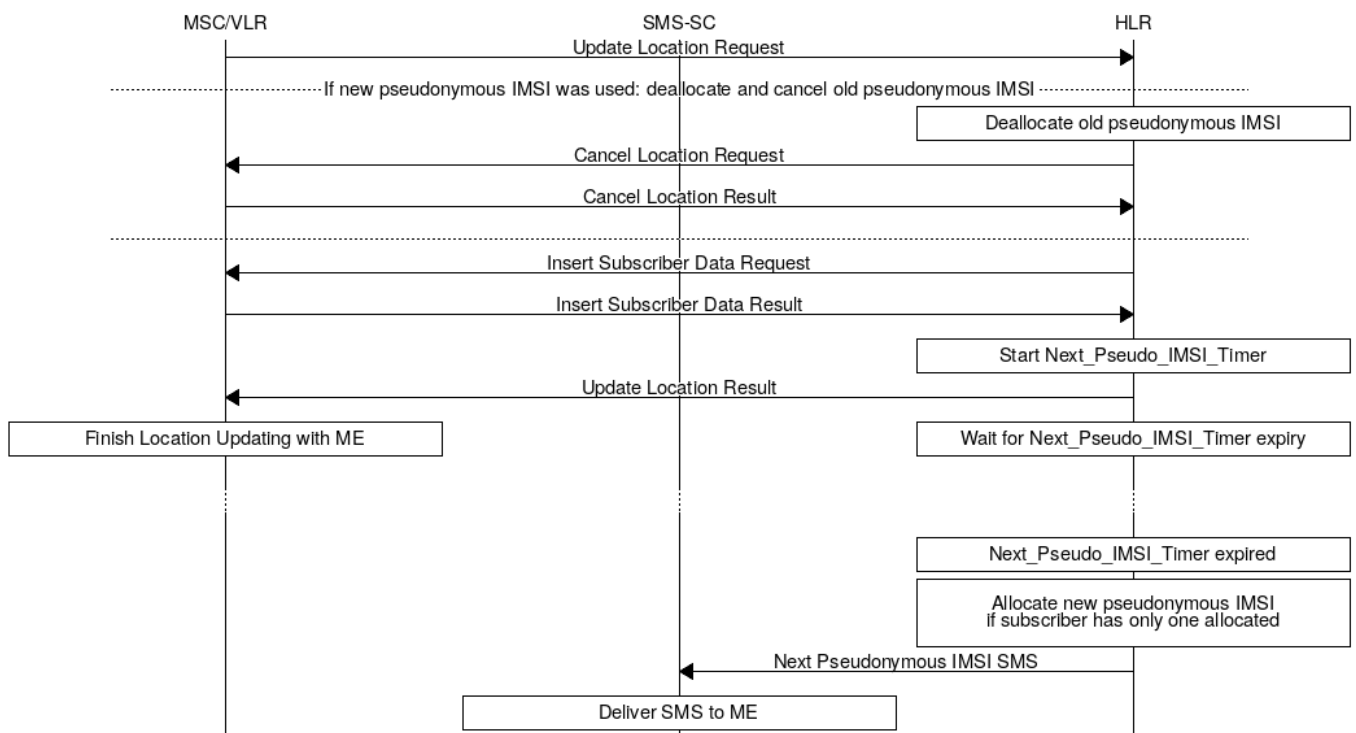 MSC/VLR SMS-SC HLR
Update Location Request
If new pseudonymous IMSI was used: deallocate and cancel old pseudonymous IMSI
Deallocate old pseudonymous IMSI
Cancel Location Request
Cancel Location Result
Insert Subscriber Data Request
Insert Subscriber Data Result
Start Next_Pseudo_IMSI_Timer
Update Location Result
Finish Location Updating with ME Wait for Next_Pseudo_IMSI_Timer expiry
Next_Pseudo_IMSI_Timer expired
Allocate new pseudonymous IMSI
if subscriber has only one allocated
Next Pseudonymous IMSI SMS
Deliver SMS to ME